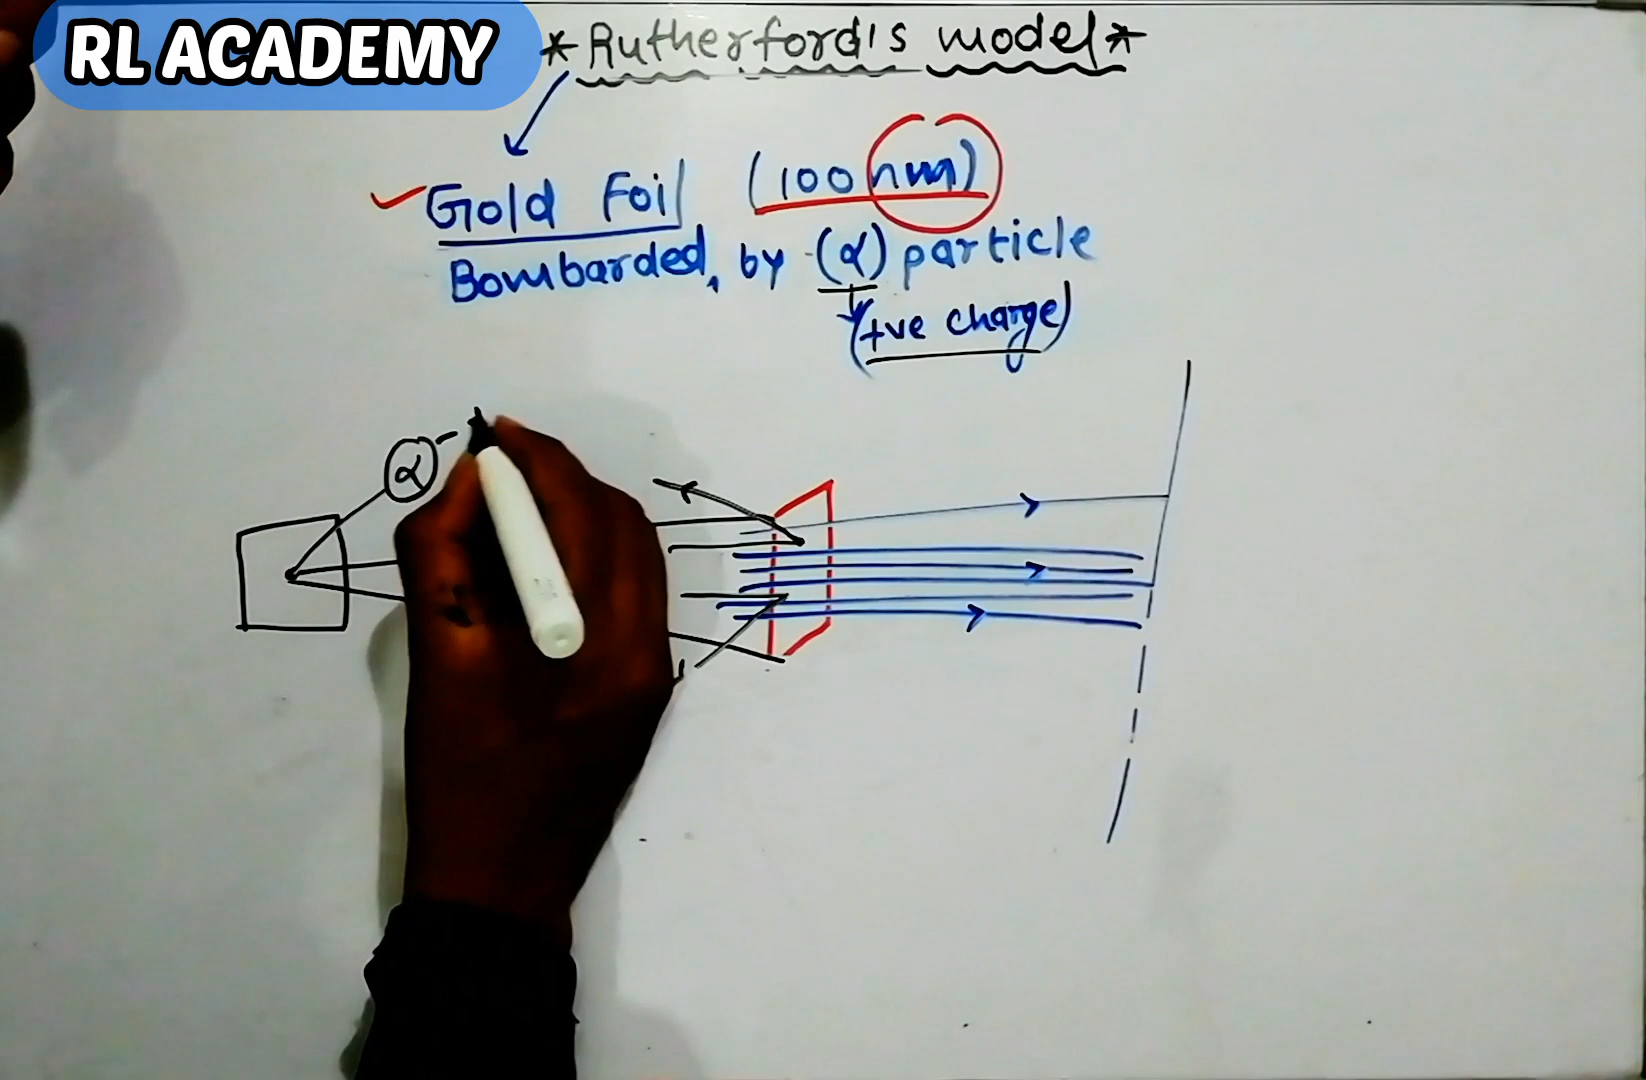 RL ACADEMY
*Rutherford's model*
Gold Foil (100 nm)
Bombarded, by (α) particle
(+ve charge)
α